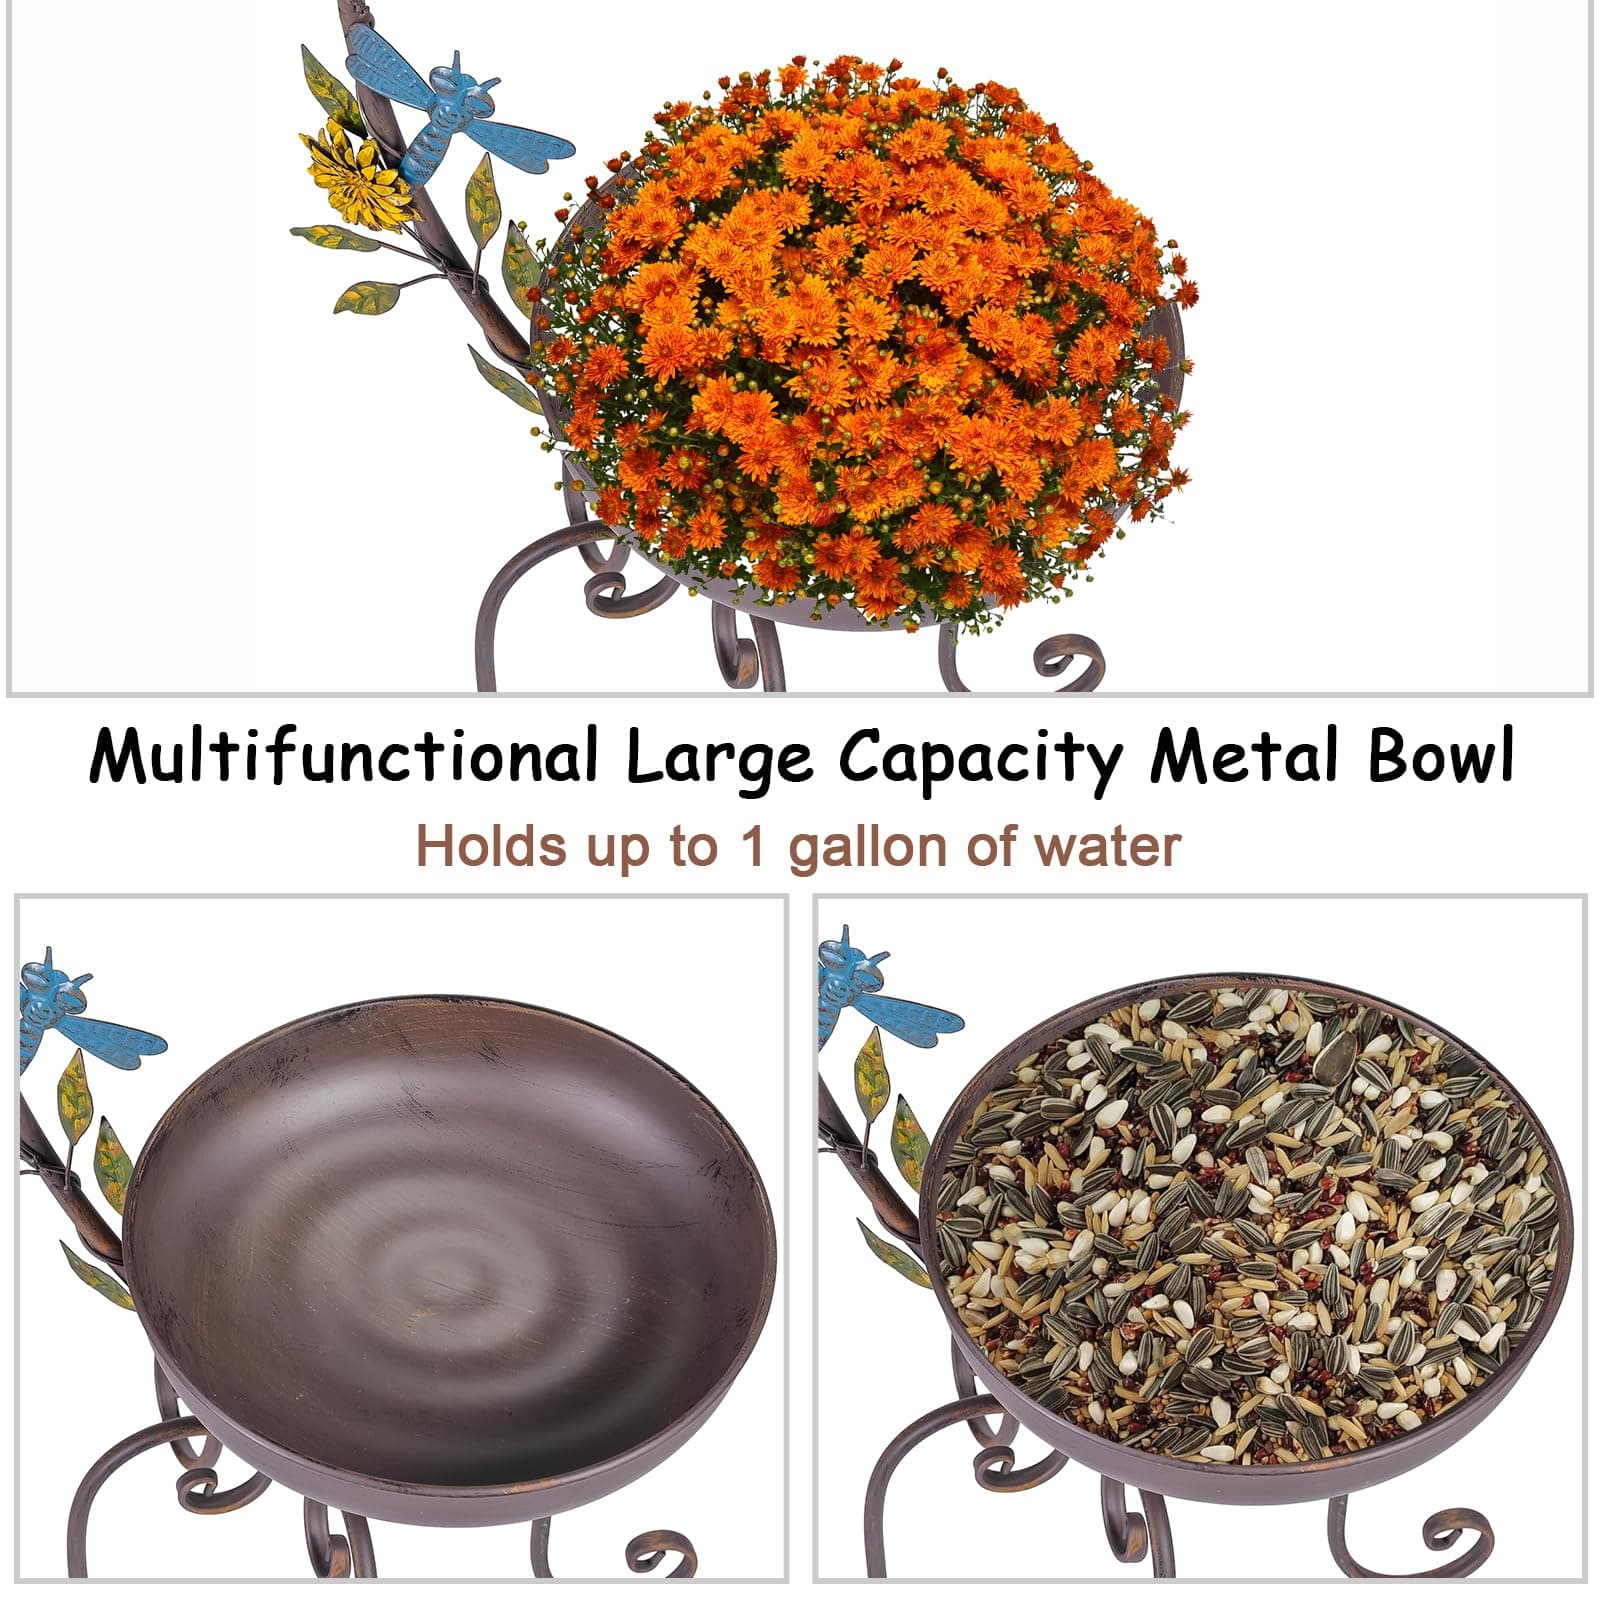 Multifunctional Large Capacity Metal Bowl
Holds up to 1 gallon of water